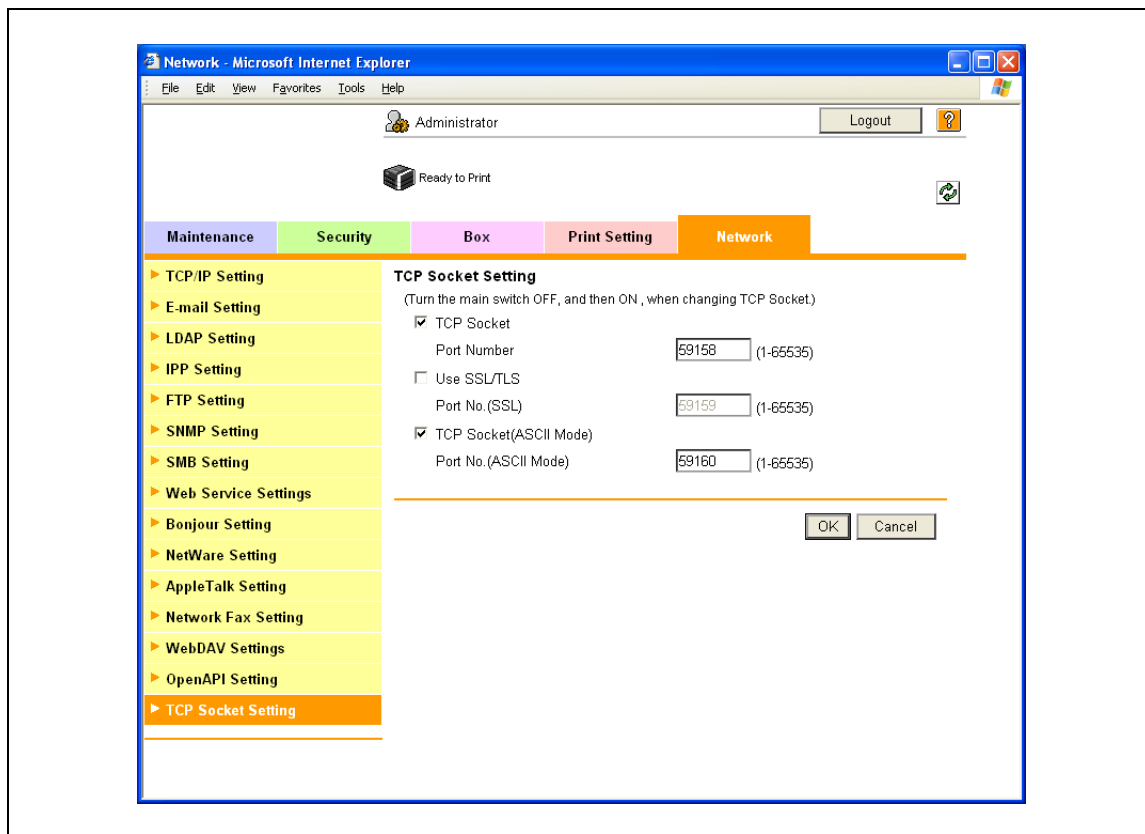 Network - Microsoft Internet Explorer
File Edit View Favorites Tools Help
Administrator
Logout
?
Ready to Print
Maintenance
Security
Box
Print Setting
Network
TCP/IP Setting
E-mail Setting
LDAP Setting
IPP Setting
FTP Setting
SNMP Setting
SMB Setting
Web Service Settings
Bonjour Setting
NetWare Setting
AppleTalk Setting
Network Fax Setting
WebDAV Settings
OpenAPI Setting
TCP Socket Setting
TCP Socket Setting
(Turn the main switch OFF, and then ON , when changing TCP Socket.)
TCP Socket
Port Number 59158 (1-65535)
Use SSL/TLS
Port No.(SSL) 59159 (1-65535)
TCP Socket(ASCII Mode)
Port No.(ASCII Mode) 59160 (1-65535)
OK Cancel